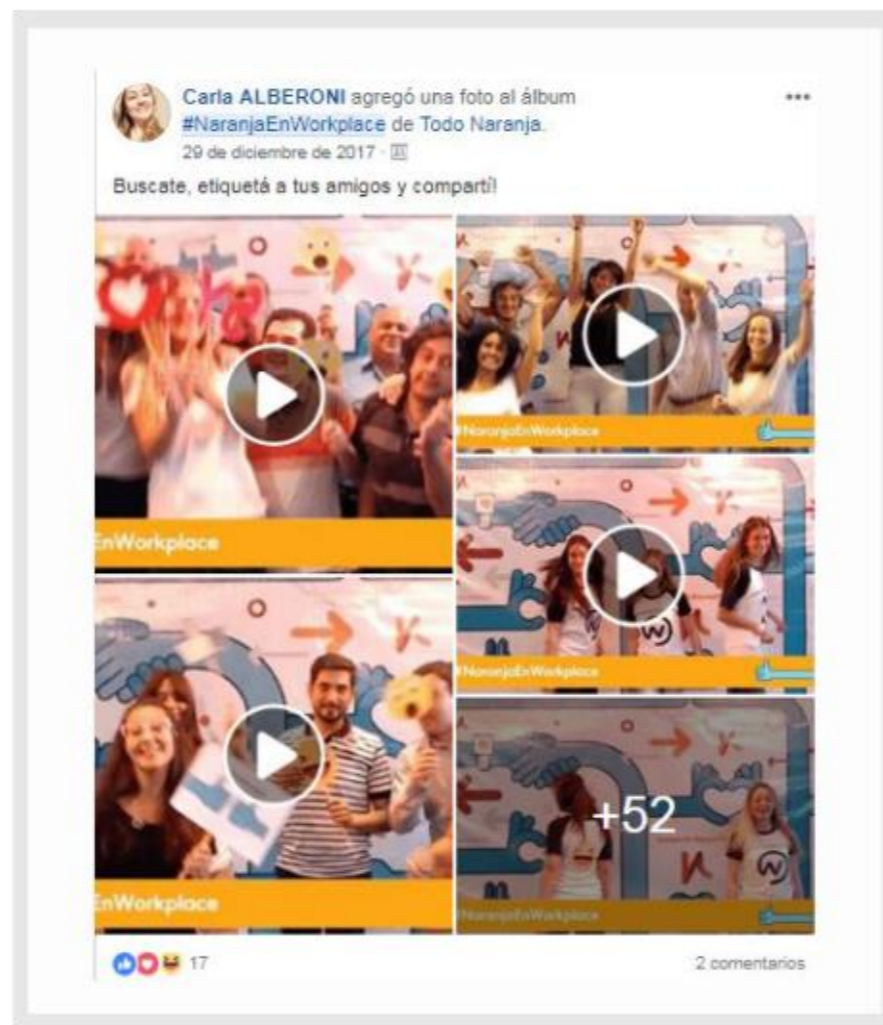 Carla ALBERONI agregó una foto al álbum
#NaranjaEnWorkplace de Todo Naranja.
29 de diciembre de 2017 ·
Buscate, etiquetá a tus amigos y compartí!
#NaranjaEnWorkplace
EnWorkplace
#NaranjaEnWorkplace
+52
EnWorkplace
#NaranjaEnWorkplace
17
2 comentarios